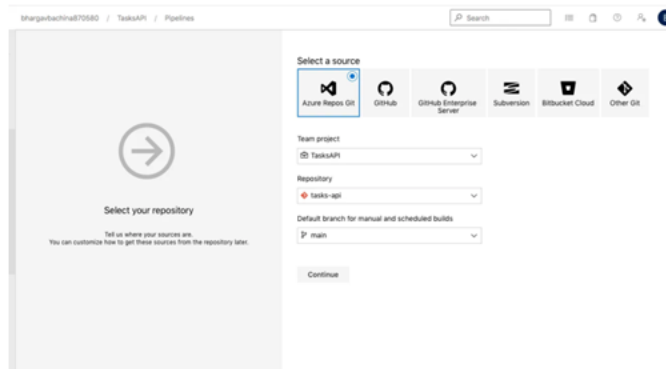 bhargavbachina870580 / TasksAPI / Pipelines
Search
Select a source
Azure Repos Git
GitHub
GitHub Enterprise
Server
Subversion
Bitbucket Cloud
Other Git
Team project
TasksAPI
Repository
tasks-api
Default branch for manual and scheduled builds
main
Continue
Select your repository
Tell us where your sources are.
You can customize how to get these sources from the repository later.